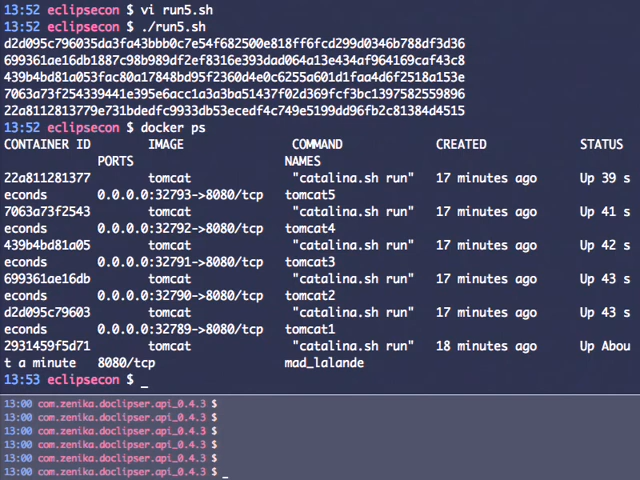 13:52 eclipsecon $ vi run5.sh
13:52 eclipsecon $ ./run5.sh
d2d095c796035da3fa43bbb0c7e54f682500e818ff6fcd299d0346b788df3d36
699361ae16db1887c98b989df2ef8316e393dad064a13e434af964169caf43c8
439b4bd81a053fac80a17848bd95f2360d4e0c6255a601d1faa4d6f2518a153e
7063a73f254339441e395e6acc1a3a3ba51437f02d369fcf3bc1397582559896
22a8112813779e731bdedfc9933db53ecedf4c749e5199dd96fb2c81384d4515
13:52 eclipsecon $ docker ps
CONTAINER ID IMAGE COMMAND CREATED STATUS
PORTS NAMES
22a811281377 tomcat "catalina.sh run" 17 minutes ago Up 39 s
econds 0.0.0.0:32793->8080/tcp tomcat5
7063a73f2543 tomcat "catalina.sh run" 17 minutes ago Up 41 s
econds 0.0.0.0:32792->8080/tcp tomcat4
439b4bd81a05 tomcat "catalina.sh run" 17 minutes ago Up 42 s
econds 0.0.0.0:32791->8080/tcp tomcat3
699361ae16db tomcat "catalina.sh run" 17 minutes ago Up 43 s
econds 0.0.0.0:32790->8080/tcp tomcat2
d2d095c79603 tomcat "catalina.sh run" 17 minutes ago Up 43 s
econds 0.0.0.0:32789->8080/tcp tomcat1
2931459f5d71 tomcat "catalina.sh run" 18 minutes ago Up Abou
t a minute 8080/tcp mad_lalande
13:53 eclipsecon $ _
13:00 com.zenika.doclipser.api_0.4.3 $
13:00 com.zenika.doclipser.api_0.4.3 $
13:00 com.zenika.doclipser.api_0.4.3 $
13:00 com.zenika.doclipser.api_0.4.3 $
13:00 com.zenika.doclipser.api_0.4.3 $
13:00 com.zenika.doclipser.api_0.4.3 $ _